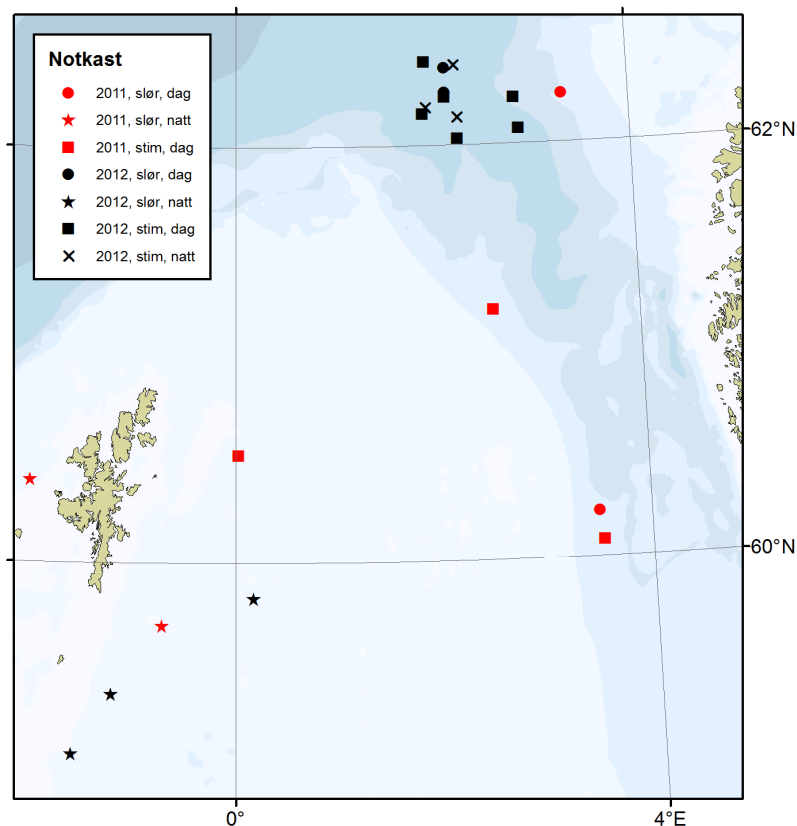 Notkast
2011, slør, dag
2011, slør, natt
2011, stim, dag
2012, slør, dag
2012, slør, natt
2012, stim, dag
2012, stim, natt
62°N
60°N
0°
4°E